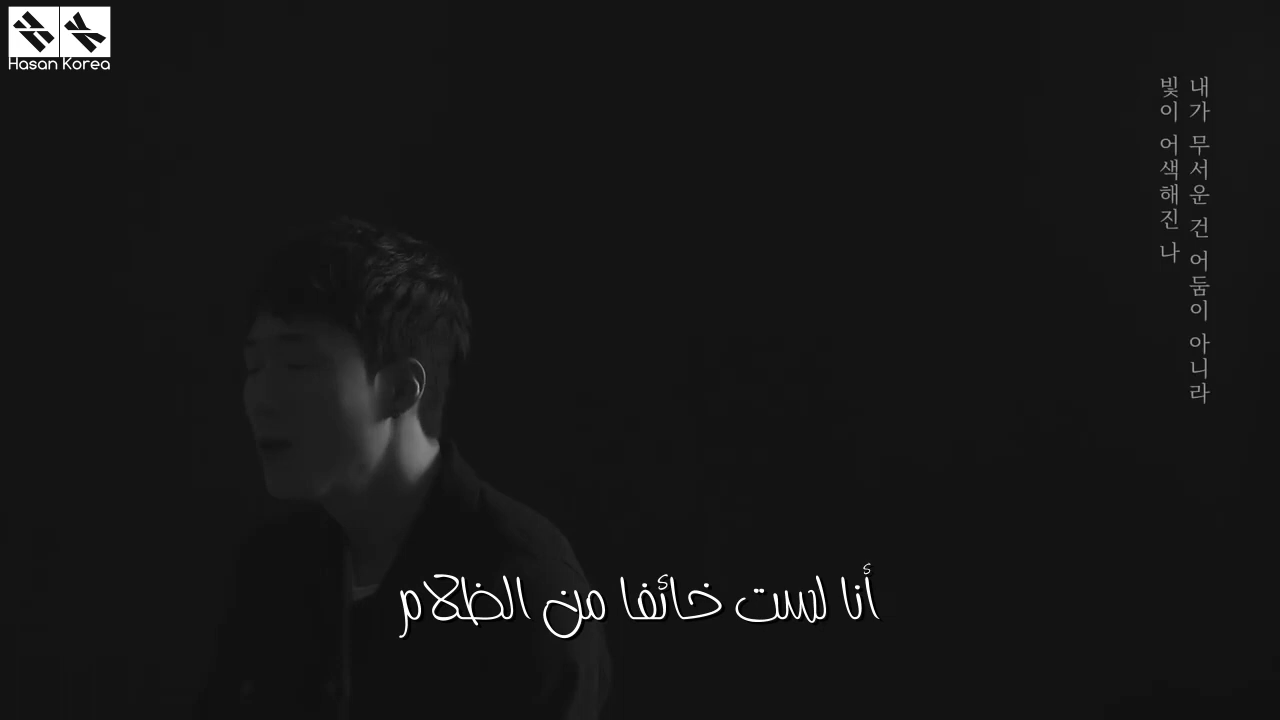 Hasan Korea
내가 무서운 건 어둠이 아니라
빛이 어색해진 나
أنا لست خائفا من الظلام